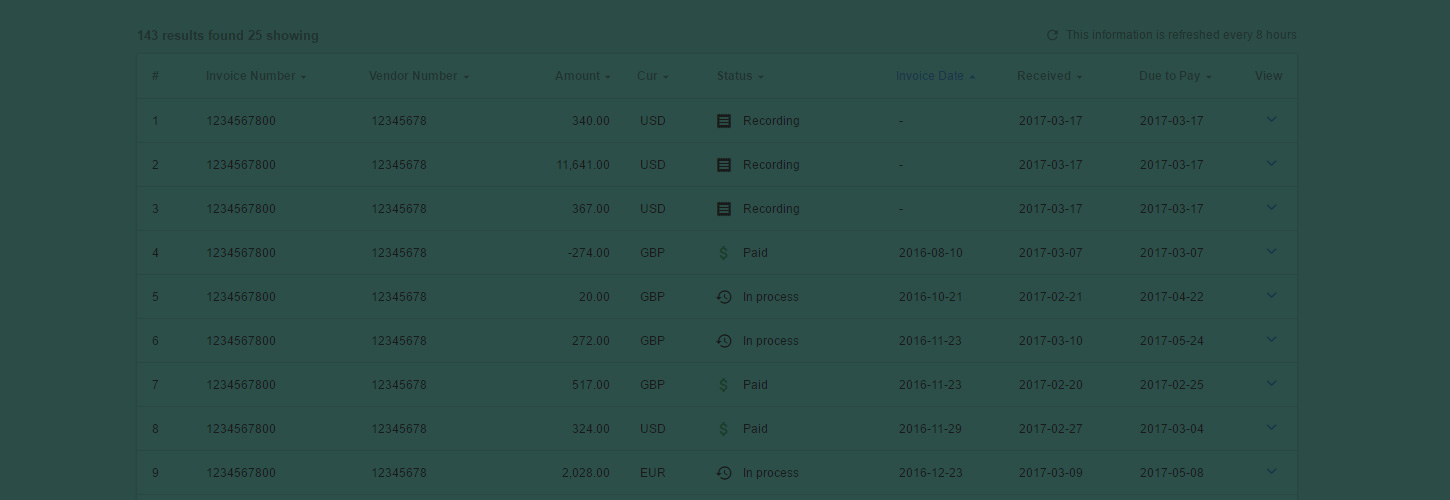 143 results found 25 showing This information is refreshed every 8 hours
# Invoice Number Vendor Number Amount Cur Status Invoice Date Received Due to Pay View
1 1234567800 12345678 340.00 USD Recording - 2017-03-17 2017-03-17
2 1234567800 12345678 11,641.00 USD Recording - 2017-03-17 2017-03-17
3 1234567800 12345678 367.00 USD Recording - 2017-03-17 2017-03-17
4 1234567800 12345678 -274.00 GBP $ Paid 2016-08-10 2017-03-07 2017-03-07
5 1234567800 12345678 20.00 GBP In process 2016-10-21 2017-02-21 2017-04-22
6 1234567800 12345678 272.00 GBP In process 2016-11-23 2017-03-10 2017-05-24
7 1234567800 12345678 517.00 GBP $ Paid 2016-11-23 2017-02-20 2017-02-25
8 1234567800 12345678 324.00 USD $ Paid 2016-11-29 2017-02-27 2017-03-04
9 1234567800 12345678 2,028.00 EUR In process 2016-12-23 2017-03-09 2017-05-08